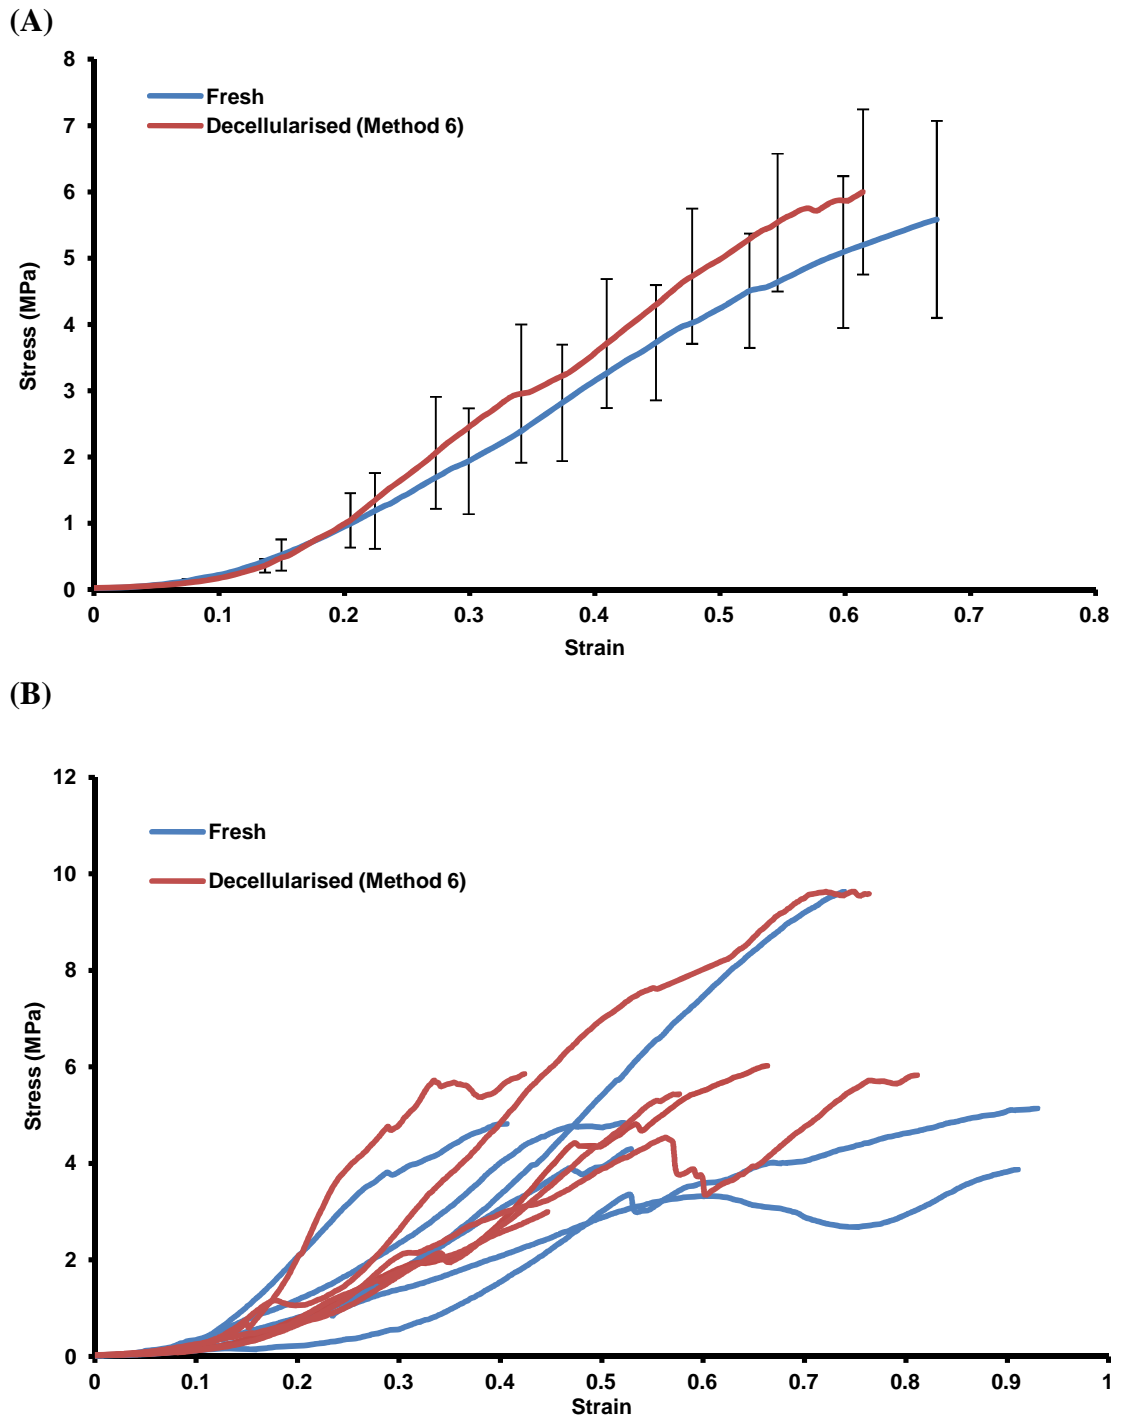 (A)
8
Fresh
7
Decellularised (Method 6)
6
5
Stress (MPa)
4
3
2
1
0
0 0.1 0.2 0.3 0.4 0.5 0.6 0.7 0.8
Strain
(B)
12
Fresh
10
Decellularised (Method 6)
8
Stress (MPa)
6
4
2
0
0 0.1 0.2 0.3 0.4 0.5 0.6 0.7 0.8 0.9 1
Strain